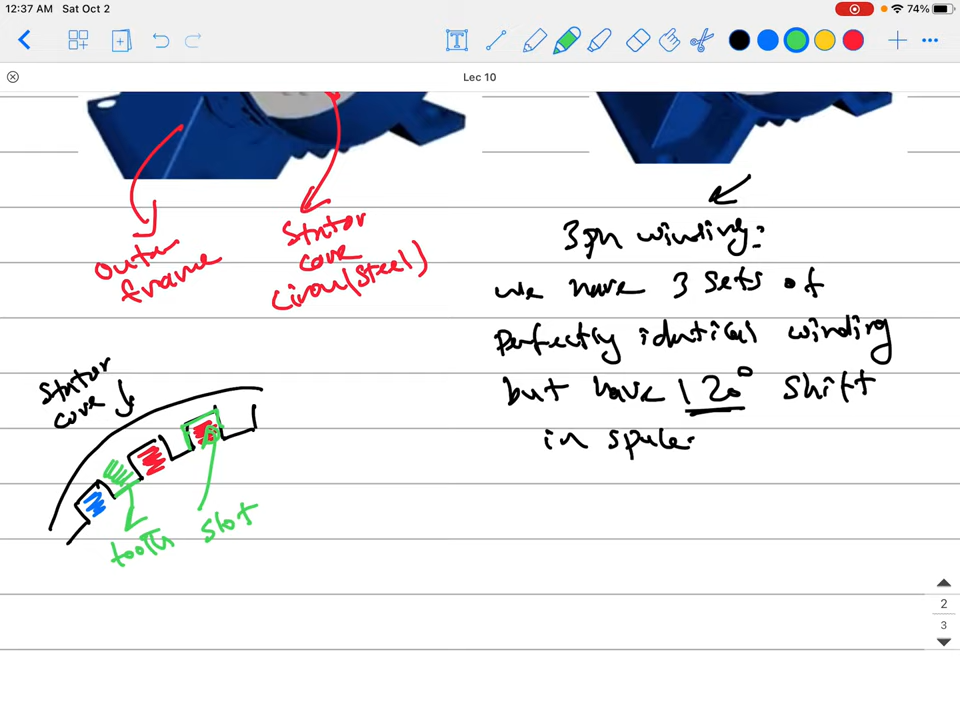 12:37 AM Sat Oct 2
74%
Lec 10
Outer
frame
Stator
core
(steel)
3ph winding:
we have 3 sets of
Perfectly identical winding
but have 120° shift
in space.
Stator
core
tooth
slot
2
3